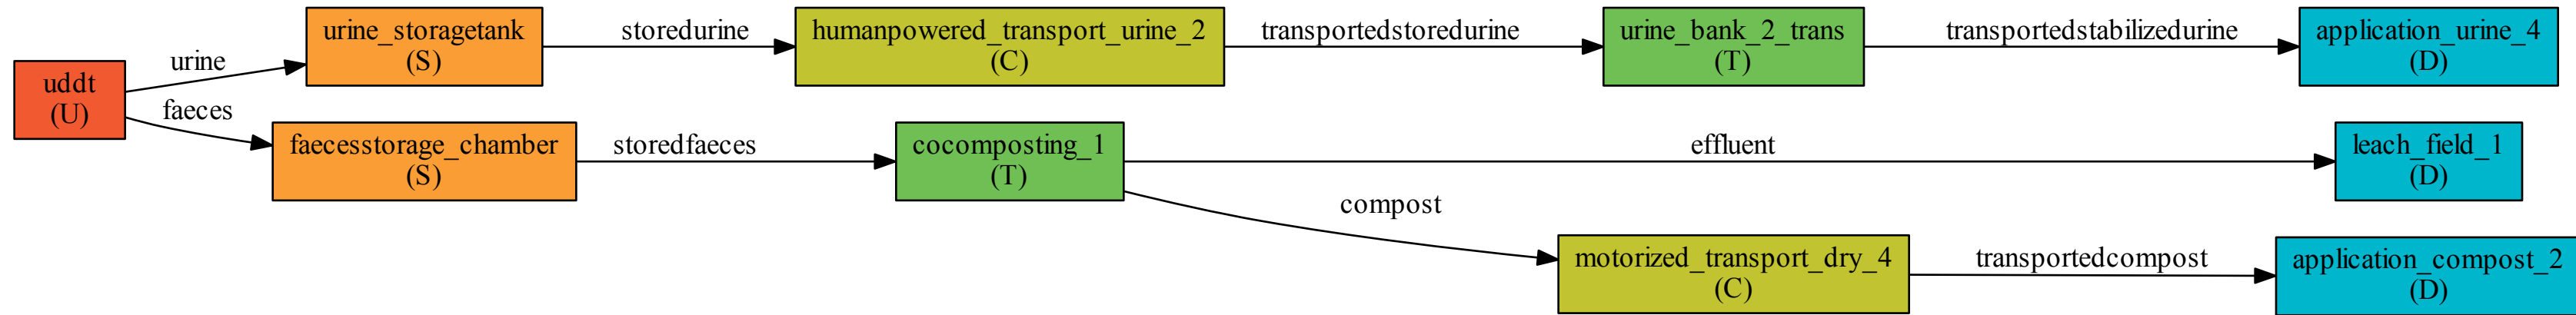 uddt
(U)
urine
faeces
urine_storagetank
(S)
storedurine
humanpowered_transport_urine_2
(C)
transportedstoredurine
urine_bank_2_trans
(T)
transportedstabilizedurine
application_urine_4
(D)
faecesstorage_chamber
(S)
storedfaeces
cocomposting_1
(T)
effluent
leach_field_1
(D)
compost
motorized_transport_dry_4
(C)
transportedcompost
application_compost_2
(D)